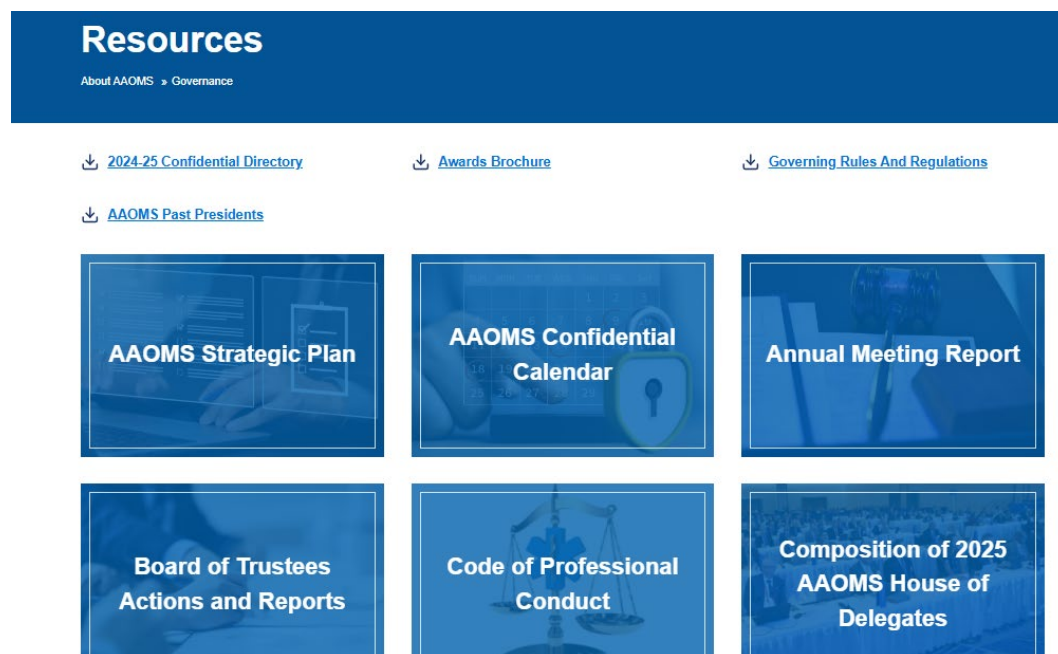 Resources
About AAOMS » Governance
2024-25 Confidential Directory
Awards Brochure
Governing Rules And Regulations
AAOMS Past Presidents
AAOMS Strategic Plan
AAOMS Confidential
Calendar
Annual Meeting Report
Board of Trustees
Actions and Reports
Code of Professional
Conduct
Composition of 2025
AAOMS House of
Delegates